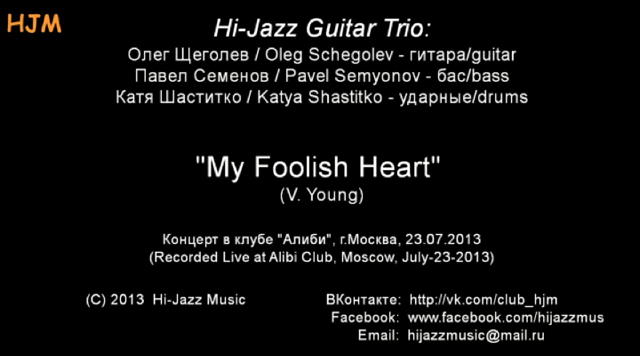 HJM
Hi-Jazz Guitar Trio:
Олег Щеголев / Oleg Schegolev - гитара/guitar
Павел Семенов / Pavel Semyonov - бас/bass
Катя Шаститко / Katya Shastitko - ударные/drums
"My Foolish Heart"
(V. Young)
Концерт в клубе "Алиби", г.Москва, 23.07.2013
(Recorded Live at Alibi Club, Moscow, July-23-2013)
(C) 2013 Hi-Jazz Music
ВКонтакте: http://vk.com/club_hjm
Facebook: www.facebook.com/hijazzmus
Email: hijazzmusic@mail.ru